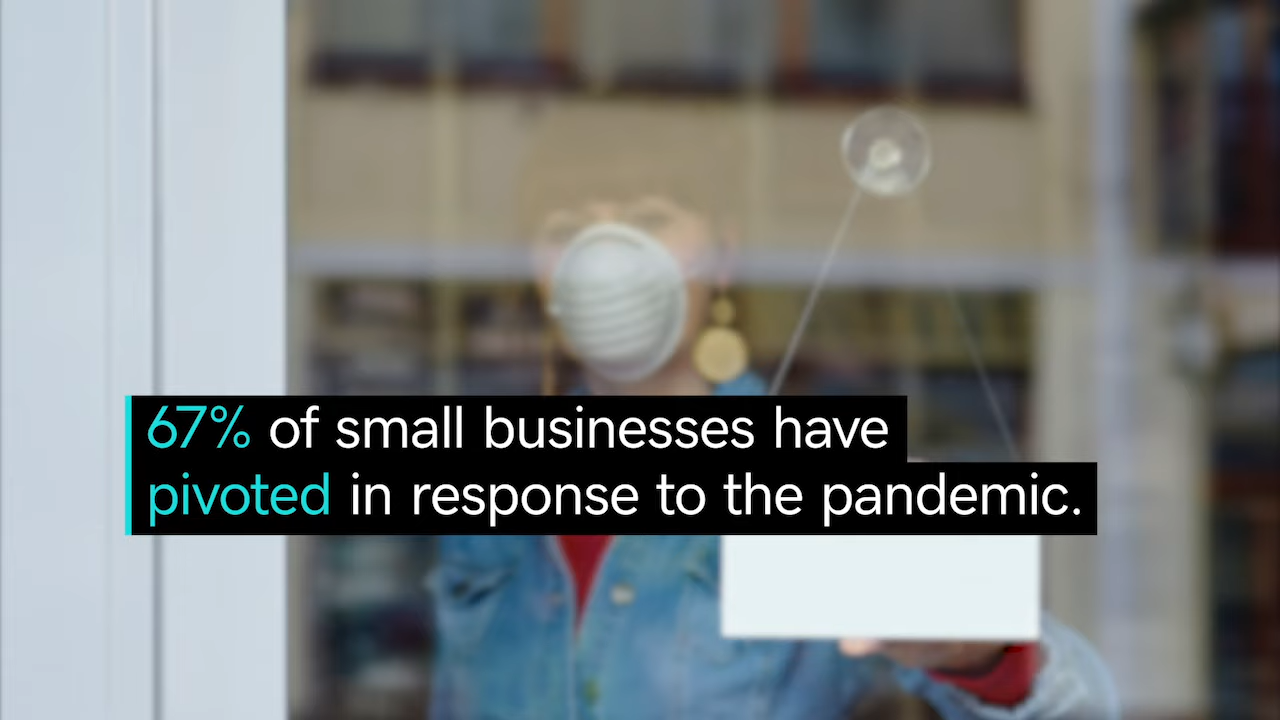 67% of small businesses have
pivoted in response to the pandemic.